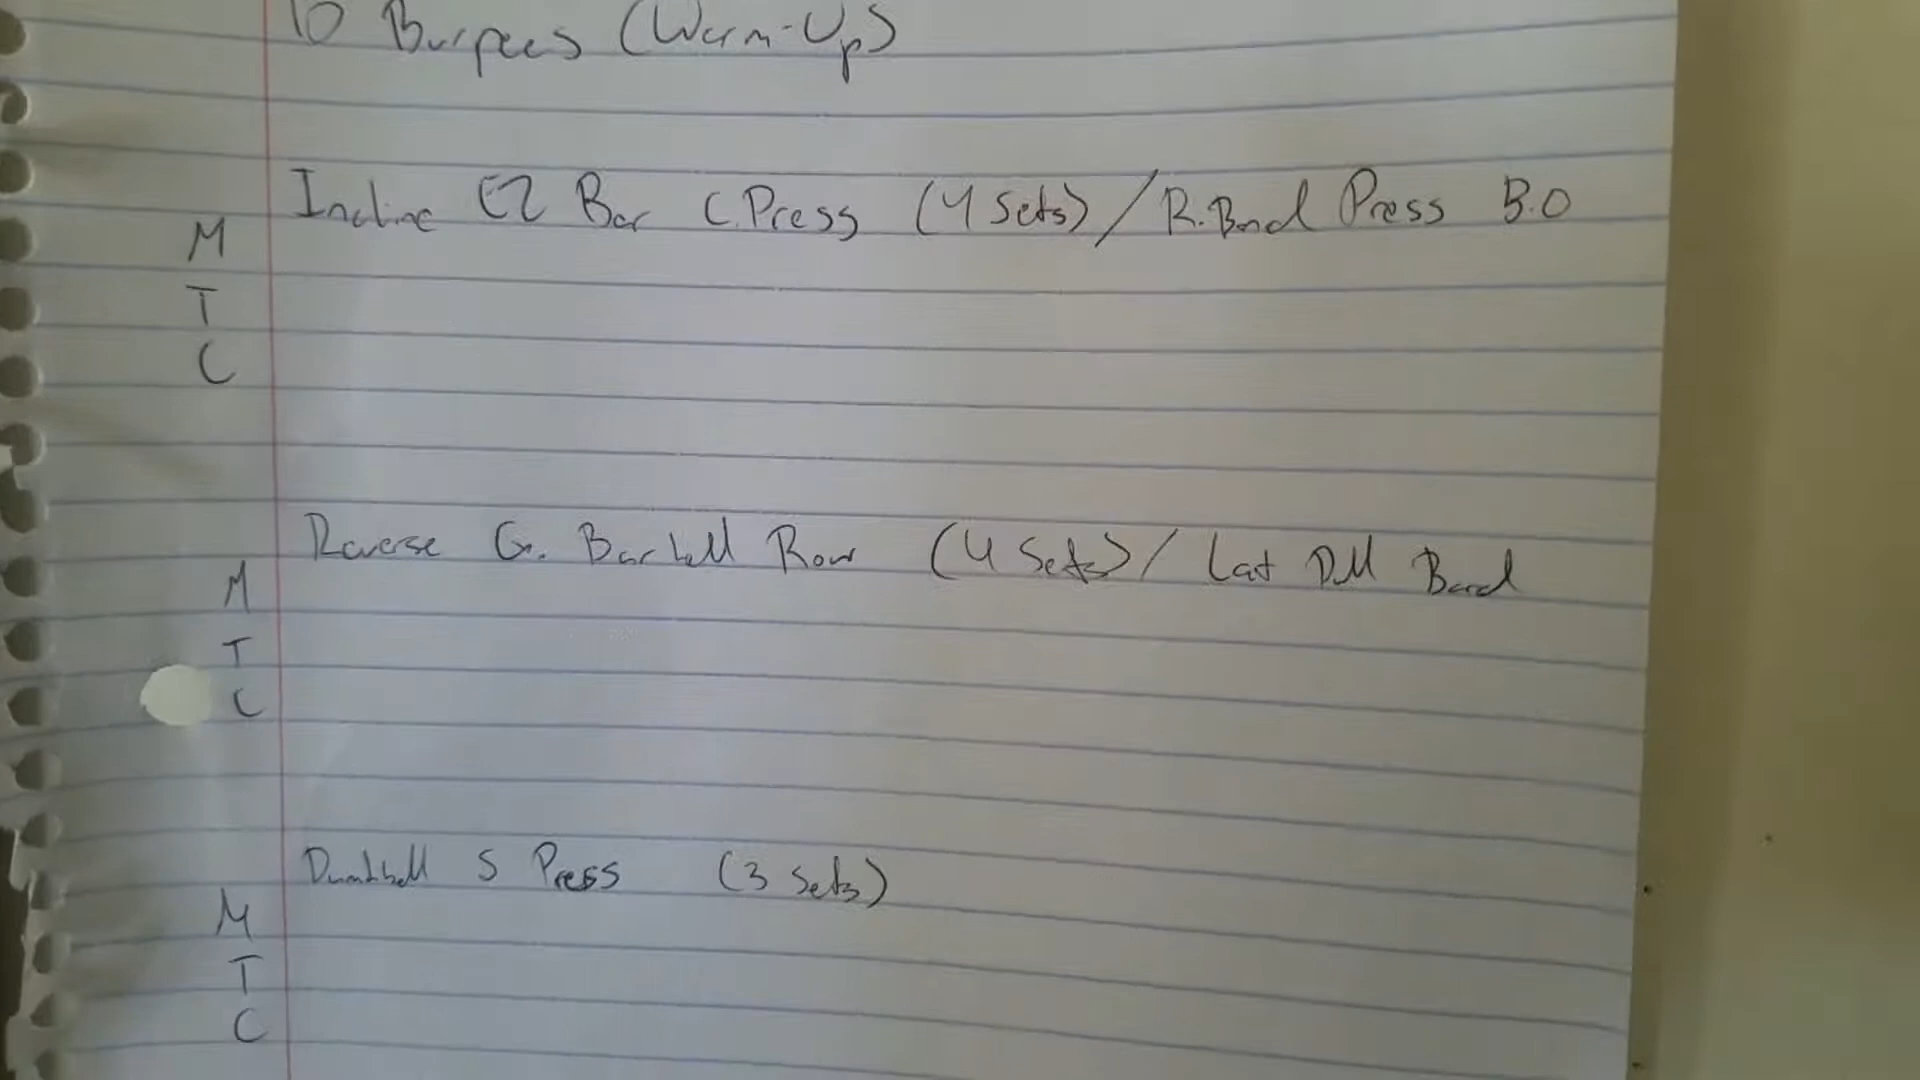 10 Burpees (Warm-Up)
Incline EZ Bar C.Press (4 Sets) / R.Band Press B.O
M
T
C
Reverse G. Barbell Row (4 Sets) / Lat Pull Band
M
T
C
Dumbbell S Press (3 Sets)
M
T
C